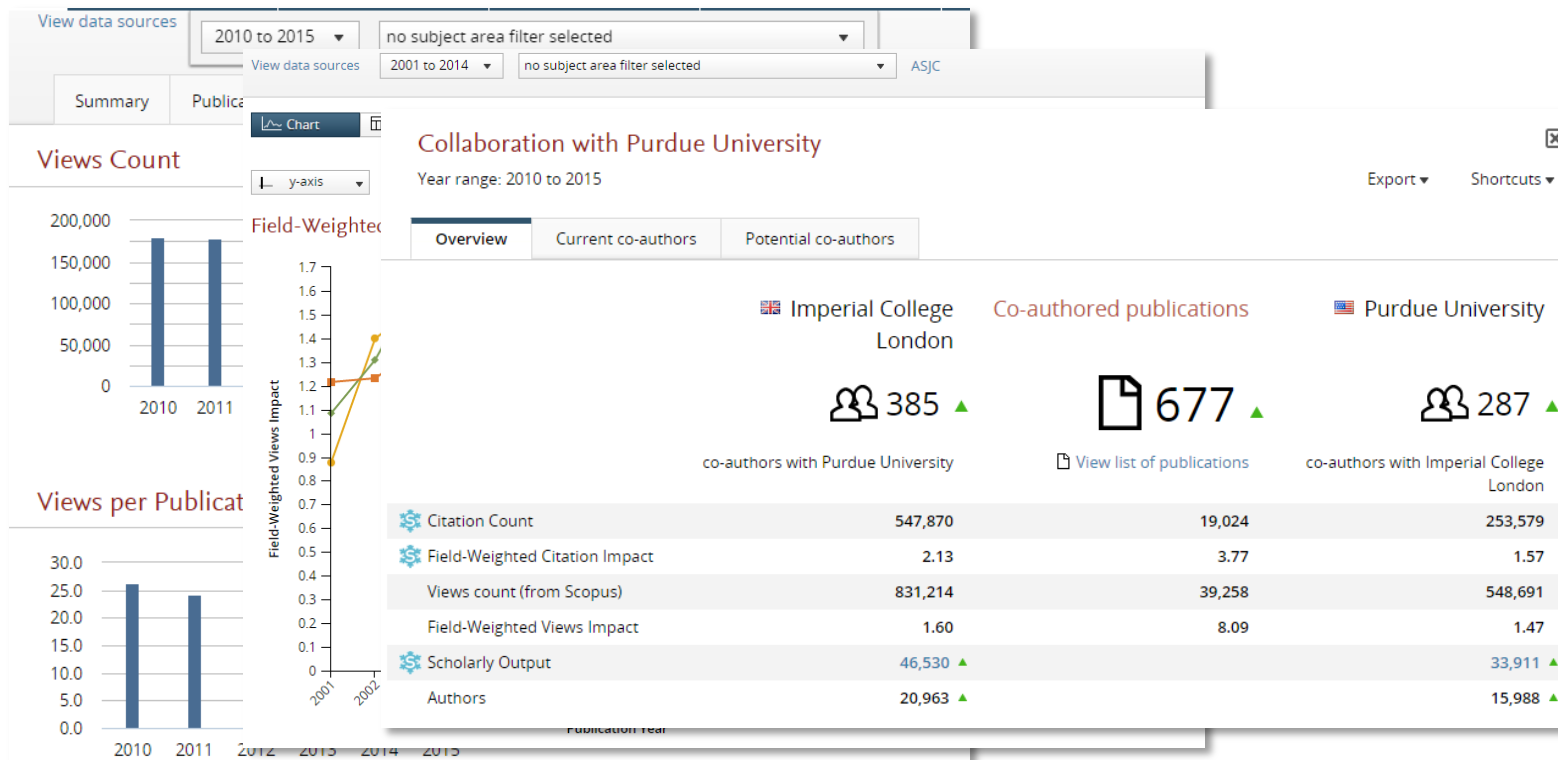 View data sources
2010 to 2015
no subject area filter selected
Summary
Views Count
200,000
150,000
100,000
50,000
0
2010 2011
Views per
30.0
25.0
20.0
15.0
10.0
5.0
0.0
2010 2011 2012 2013 2014 2015
View data sources
2001 to 2014
no subject area filter selected
ASJC
Chart
y-axis
1.7
1.6
1.5
1.4
1.3
1.2
1.1
1
0.9
0.8
0.7
0.6
0.5
0.4
0.3
0.2
0.1
0
Field-Weighted Views Impact
2001 2002
Publication Year
Collaboration with Purdue University
Year range: 2010 to 2015
Export Shortcuts
Overview Current co-authors Potential co-authors
Imperial College
London
Co-authored publications
Purdue University
385
677
287
co-authors with Purdue University
View list of publications
co-authors with Imperial College
London
Citation Count 547,870 19,024 253,579
Field-Weighted Citation Impact 2.13 3.77 1.57
Views count (from Scopus) 831,214 39,258 548,691
Field-Weighted Views Impact 1.60 8.09 1.47
Scholarly Output 46,530 33,911
Authors 20,963 15,988